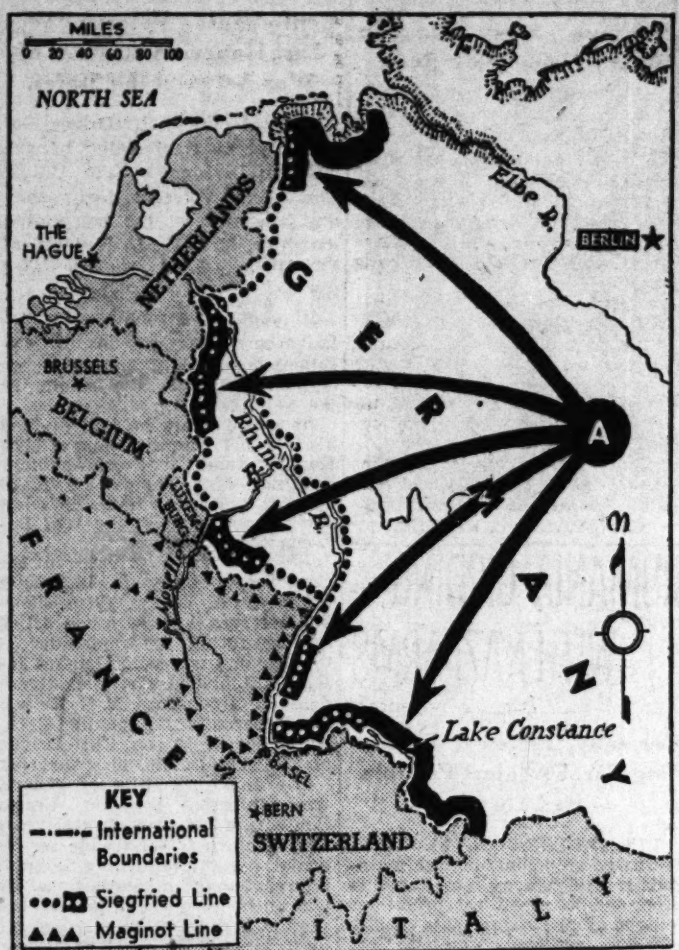 MILES
0 20 40 60 80 100
NORTH SEA
Elbe R.
THE
HAGUE
NETHERLANDS
BERLIN
GERMANY
BRUSSELS
BELGIUM
Rhine
R.
A
LUXEM-
BURG
Moselle
R.
FRANCE
Lake Constance
BASEL
BERN
SWITZERLAND
ITALY
KEY
International
Boundaries
Siegfried Line
Maginot Line